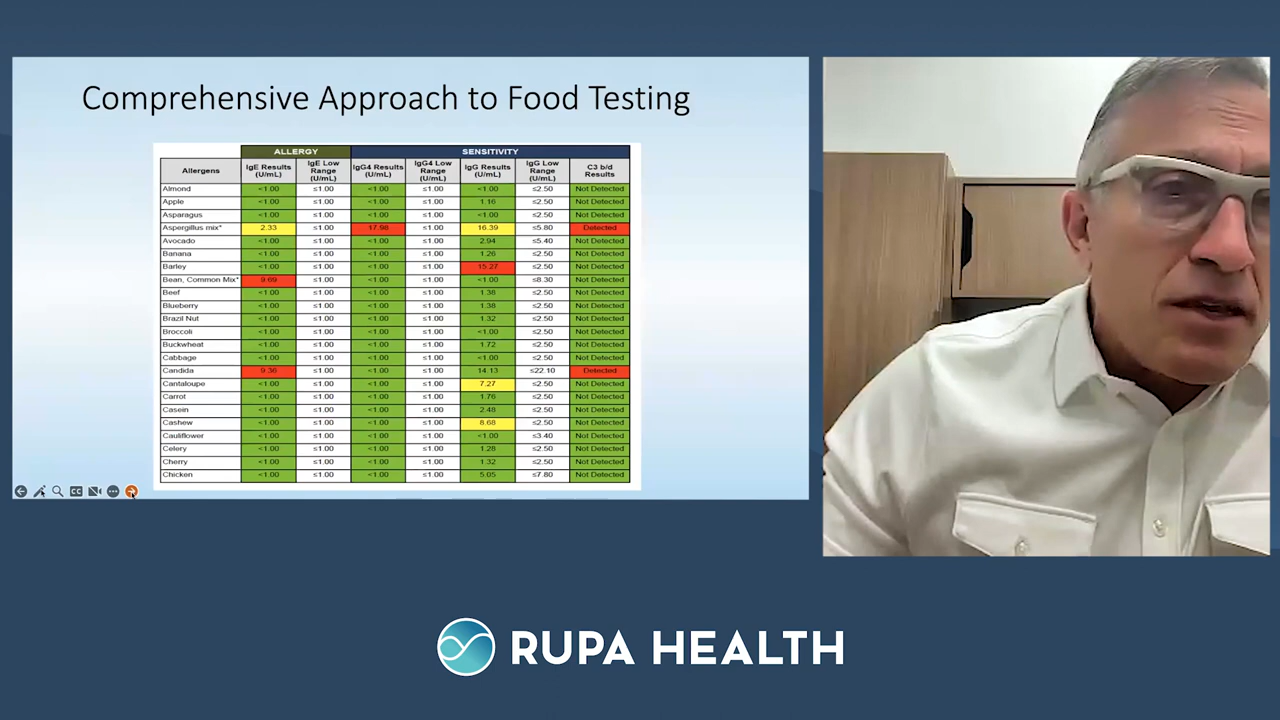 Comprehensive Approach to Food Testing
ALLERGY SENSITIVITY
Allergens IgE Results (U/mL) IgE Low Range (U/mL) IgG4 Results (U/mL) IgG4 Low Range (U/mL) IgG Results (U/mL) IgG Low Range (U/mL) C3 b/d Results
Almond <1.00 ≤1.00 <1.00 ≤1.00 <1.00 ≤2.50 Not Detected
Apple <1.00 ≤1.00 <1.00 ≤1.00 1.16 ≤2.50 Not Detected
Asparagus <1.00 ≤1.00 <1.00 ≤1.00 <1.00 ≤2.50 Not Detected
Aspergillus mix* 2.33 ≤1.00 17.98 ≤1.00 16.39 ≤5.80 Detected
Avocado <1.00 ≤1.00 <1.00 ≤1.00 2.94 ≤5.40 Not Detected
Banana <1.00 ≤1.00 <1.00 ≤1.00 1.26 ≤2.50 Not Detected
Barley <1.00 ≤1.00 <1.00 ≤1.00 15.27 ≤2.50 Not Detected
Bean, Common Mix* 9.69 ≤1.00 <1.00 ≤1.00 <1.00 ≤8.30 Not Detected
Beef <1.00 ≤1.00 <1.00 ≤1.00 1.38 ≤2.50 Not Detected
Blueberry <1.00 ≤1.00 <1.00 ≤1.00 1.38 ≤2.50 Not Detected
Brazil Nut <1.00 ≤1.00 <1.00 ≤1.00 1.32 ≤2.50 Not Detected
Broccoli <1.00 ≤1.00 <1.00 ≤1.00 <1.00 ≤2.50 Not Detected
Buckwheat <1.00 ≤1.00 <1.00 ≤1.00 1.72 ≤2.50 Not Detected
Cabbage <1.00 ≤1.00 <1.00 ≤1.00 <1.00 ≤2.50 Not Detected
Candida 9.36 ≤1.00 <1.00 ≤1.00 14.13 ≤22.10 Detected
Cantaloupe <1.00 ≤1.00 <1.00 ≤1.00 7.27 ≤2.50 Not Detected
Carrot <1.00 ≤1.00 <1.00 ≤1.00 1.76 ≤2.50 Not Detected
Casein <1.00 ≤1.00 <1.00 ≤1.00 2.48 ≤2.50 Not Detected
Cashew <1.00 ≤1.00 <1.00 ≤1.00 8.68 ≤2.50 Not Detected
Cauliflower <1.00 ≤1.00 <1.00 ≤1.00 <1.00 ≤3.40 Not Detected
Celery <1.00 ≤1.00 <1.00 ≤1.00 1.28 ≤2.50 Not Detected
Cherry <1.00 ≤1.00 <1.00 ≤1.00 1.32 ≤2.50 Not Detected
Chicken <1.00 ≤1.00 <1.00 ≤1.00 5.05 ≤7.80 Not Detected
RUPA HEALTH